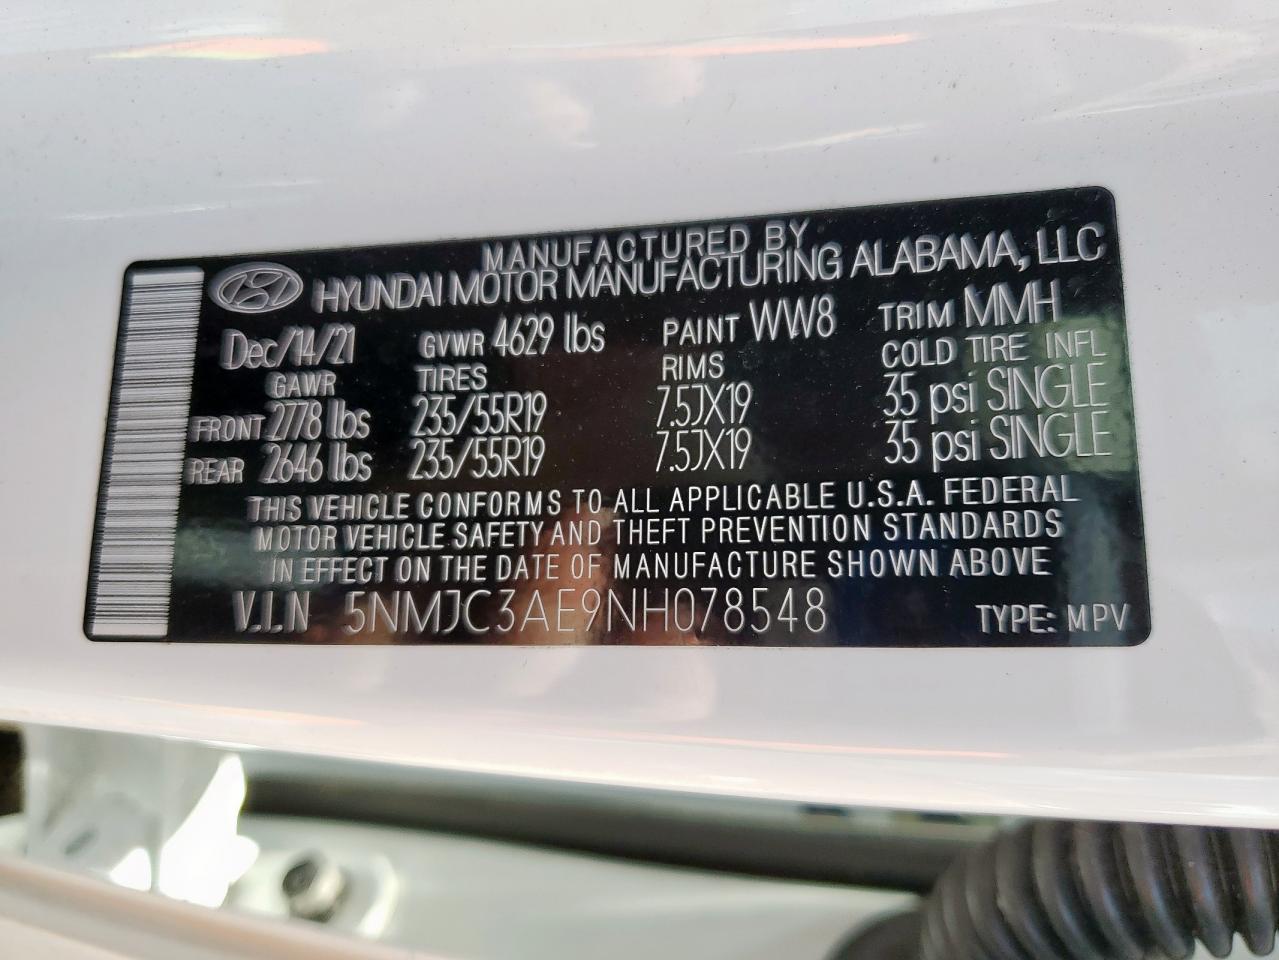 MANUFACTURED BY
HYUNDAI MOTOR MANUFACTURING ALABAMA, LLC
Dec/14/21 GVWR 4629 lbs PAINT WW8 TRIM MMH
GAWR TIRES RIMS COLD TIRE INFL
FRONT 2778 lbs 235/55R19 7.5JX19 35 psi SINGLE
REAR 2646 lbs 235/55R19 7.5JX19 35 psi SINGLE
THIS VEHICLE CONFORMS TO ALL APPLICABLE U.S.A. FEDERAL
MOTOR VEHICLE SAFETY AND THEFT PREVENTION STANDARDS
IN EFFECT ON THE DATE OF MANUFACTURE SHOWN ABOVE
V.I.N 5NMJC3AE9NH078548 TYPE: MPV